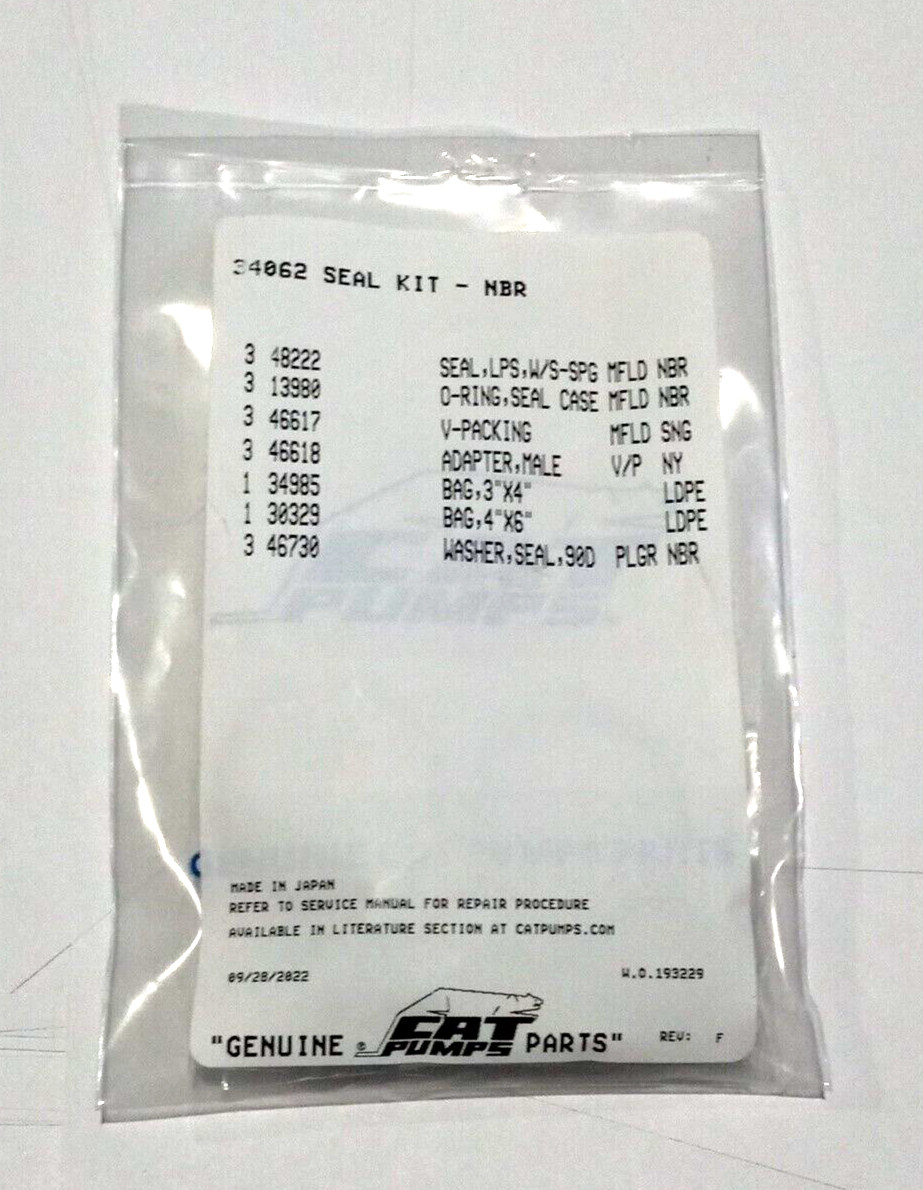 34062 SEAL KIT - NBR
3 48222 SEAL,LPS,W/S-SPG MFLD NBR
3 13980 O-RING,SEAL CASE MFLD NBR
3 46617 V-PACKING MFLD SNG
3 46618 ADAPTER,MALE V/P NY
1 34985 BAG,3"X4" LDPE
1 30329 BAG,4"X6" LDPE
3 46730 WASHER,SEAL,90D PLGR NBR
CAT
PUMPS
MADE IN JAPAN
REFER TO SERVICE MANUAL FOR REPAIR PROCEDURE
AVAILABLE IN LITERATURE SECTION AT CATPUMPS.COM
09/28/2022 W.O.193229
"GENUINE ® CAT PUMPS PARTS" REV: F